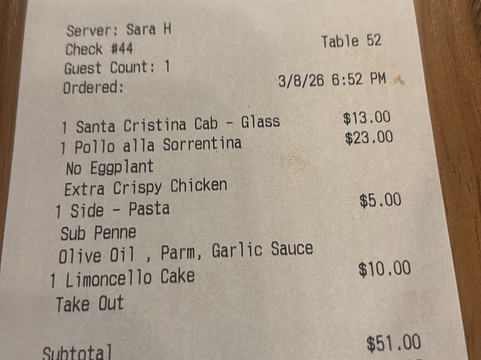 Server: Sara H
Check #44 Table 52
Guest Count: 1
Ordered: 3/8/26 6:52 PM
1 Santa Cristina Cab - Glass $13.00
1 Pollo alla Sorrentina $23.00
No Eggplant
Extra Crispy Chicken
1 Side - Pasta $5.00
Sub Penne
Olive Oil , Parm, Garlic Sauce
1 Limoncello Cake $10.00
Take Out
Subtotal $51.00